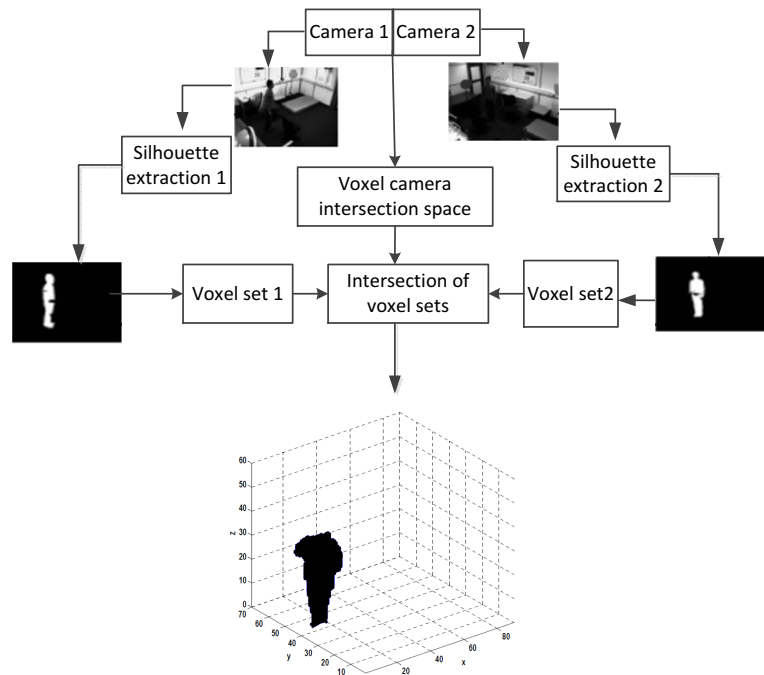 Camera 1
Camera 2
Silhouette
extraction 1
Silhouette
extraction 2
Voxel camera
intersection space
Voxel set 1
Intersection of
voxel sets
Voxel set2
60
50
40
30
20
10
0
z
70
60
50
40
30
20
10
y
20
40
60
80
x